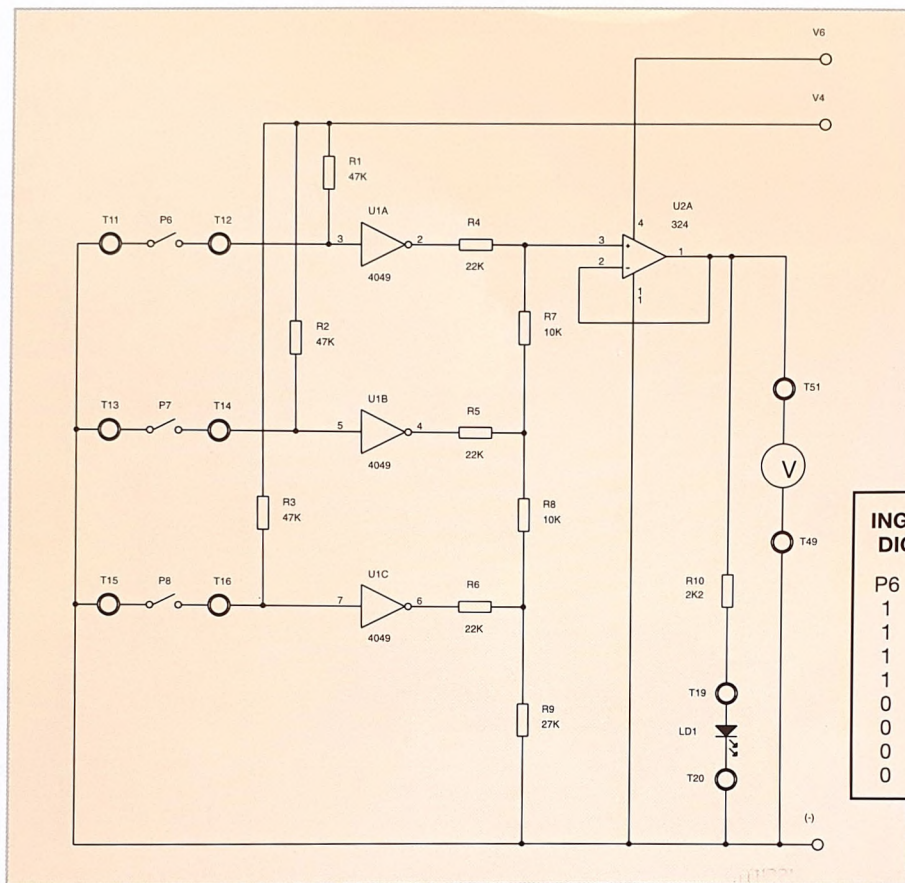 V6
V4
R1
47K
U2A
324
T11 P6 T12
U1A
R4
3 2
4049
22K
4
3
+
2
-
1
1
1
R2
47K
R7
10K
T13 P7 T14
U1B
R5
5 4
4049
22K
T51
V
R3
47K
R8
10K
T49
T15 P8 T16
U1C
R6
7 6
4049
22K
R10
2K2
R9
27K
T19
LD1
T20
(-)
ING
DIG
P6
1
1
1
1
0
0
0
0